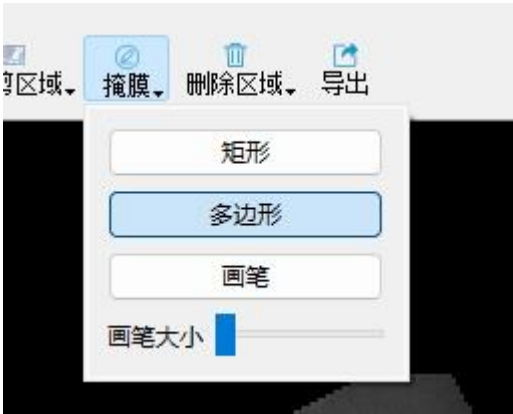 区域 掩膜 删除区域 导出
矩形
多边形
画笔
画笔大小